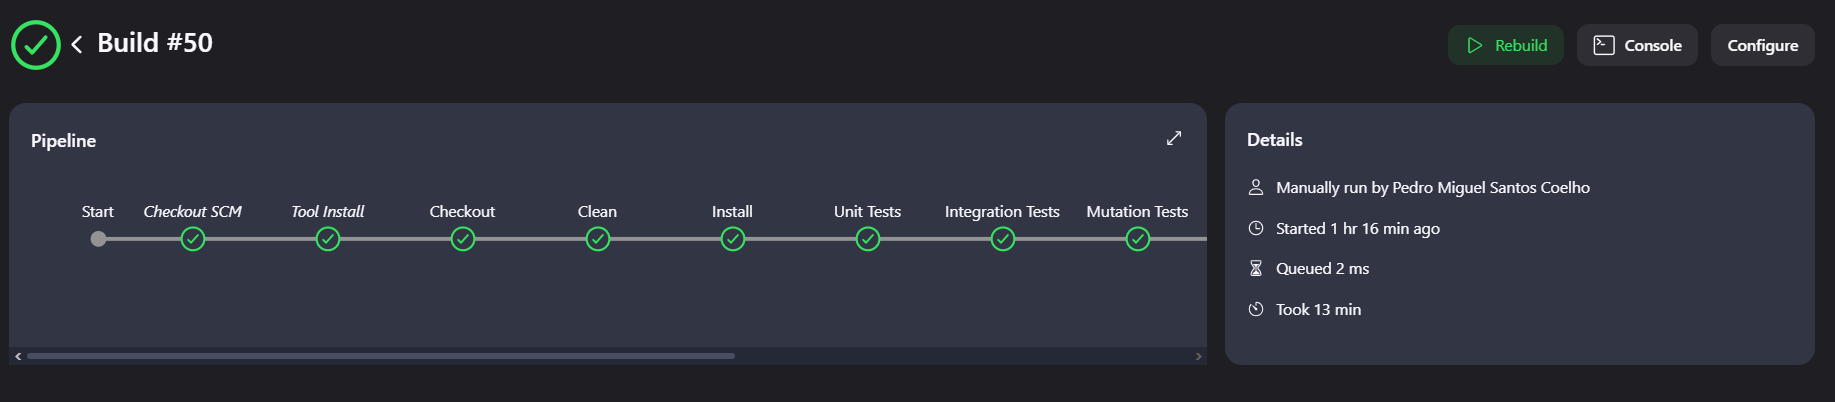 Build #50
Rebuild
Console
Configure
Pipeline
Start
Checkout SCM
Tool Install
Checkout
Clean
Install
Unit Tests
Integration Tests
Mutation Tests
Details
Manually run by Pedro Miguel Santos Coelho
Started 1 hr 16 min ago
Queued 2 ms
Took 13 min